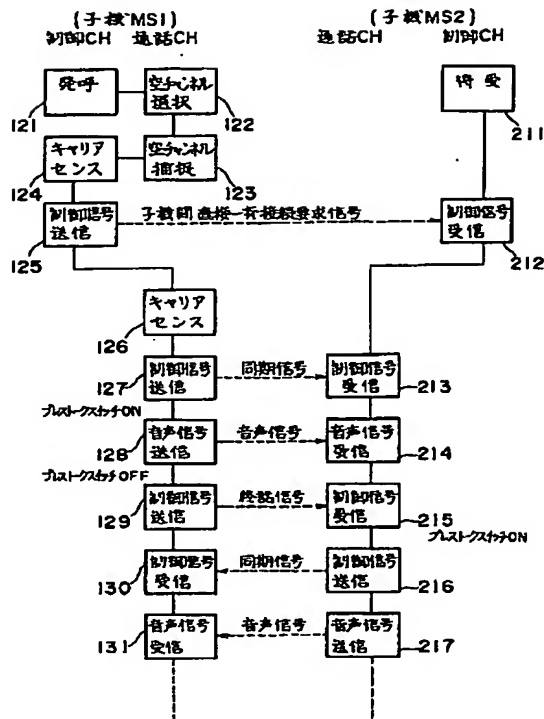 (子機MS1)
(子機MS2)
制御CH 通話CH
通話CH 制御CH
発呼
空チャンネル
選択
待受
121
122
211
キャリア
センス
空チャンネル
捕捉
124
123
制御信号
送信
子機間直接一斉接続要求信号
制御信号
受信
125
212
キャリア
センス
126
制御信号
送信
同期信号
制御信号
受信
127
213
プレストークスイッチON
音声信号
送信
音声信号
音声信号
受信
128
214
プレストークスイッチOFF
制御信号
送信
終話信号
制御信号
受信
129
215
プレストークスイッチON
制御信号
受信
同期信号
制御信号
送信
130
216
音声信号
受信
音声信号
音声信号
送信
131
217